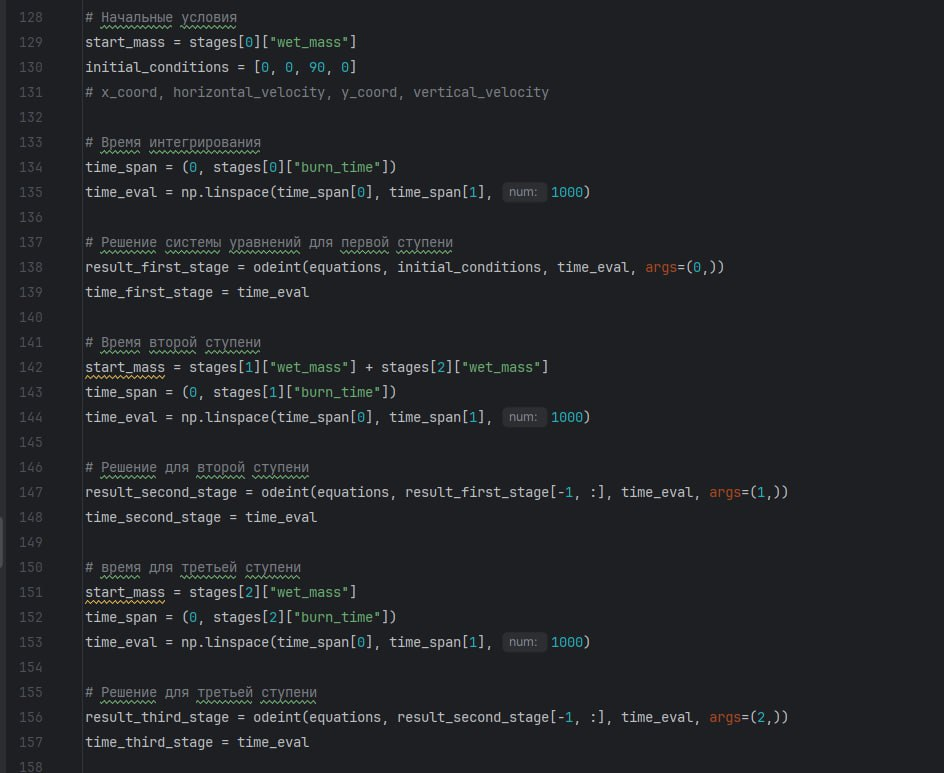 128 # Начальные условия
129 start_mass = stages[0]["wet_mass"]
130 initial_conditions = [0, 0, 90, 0]
131 # x_coord, horizontal_velocity, y_coord, vertical_velocity
132
133 # Время интегрирования
134 time_span = (0, stages[0]["burn_time"])
135 time_eval = np.linspace(time_span[0], time_span[1], num: 1000)
136
137 # Решение системы уравнений для первой ступени
138 result_first_stage = odeint(equations, initial_conditions, time_eval, args=(0,))
139 time_first_stage = time_eval
140
141 # Время второй ступени
142 start_mass = stages[1]["wet_mass"] + stages[2]["wet_mass"]
143 time_span = (0, stages[1]["burn_time"])
144 time_eval = np.linspace(time_span[0], time_span[1], num: 1000)
145
146 # Решение для второй ступени
147 result_second_stage = odeint(equations, result_first_stage[-1, :], time_eval, args=(1,))
148 time_second_stage = time_eval
149
150 # время для третьей ступени
151 start_mass = stages[2]["wet_mass"]
152 time_span = (0, stages[2]["burn_time"])
153 time_eval = np.linspace(time_span[0], time_span[1], num: 1000)
154
155 # Решение для третьей ступени
156 result_third_stage = odeint(equations, result_second_stage[-1, :], time_eval, args=(2,))
157 time_third_stage = time_eval
158